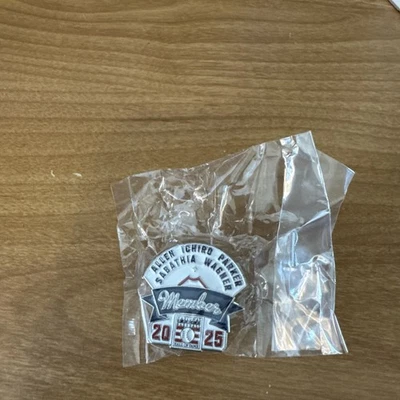 ALLEN ICHIRO PARKER
SABATHIA WAGNER
Member
20 25